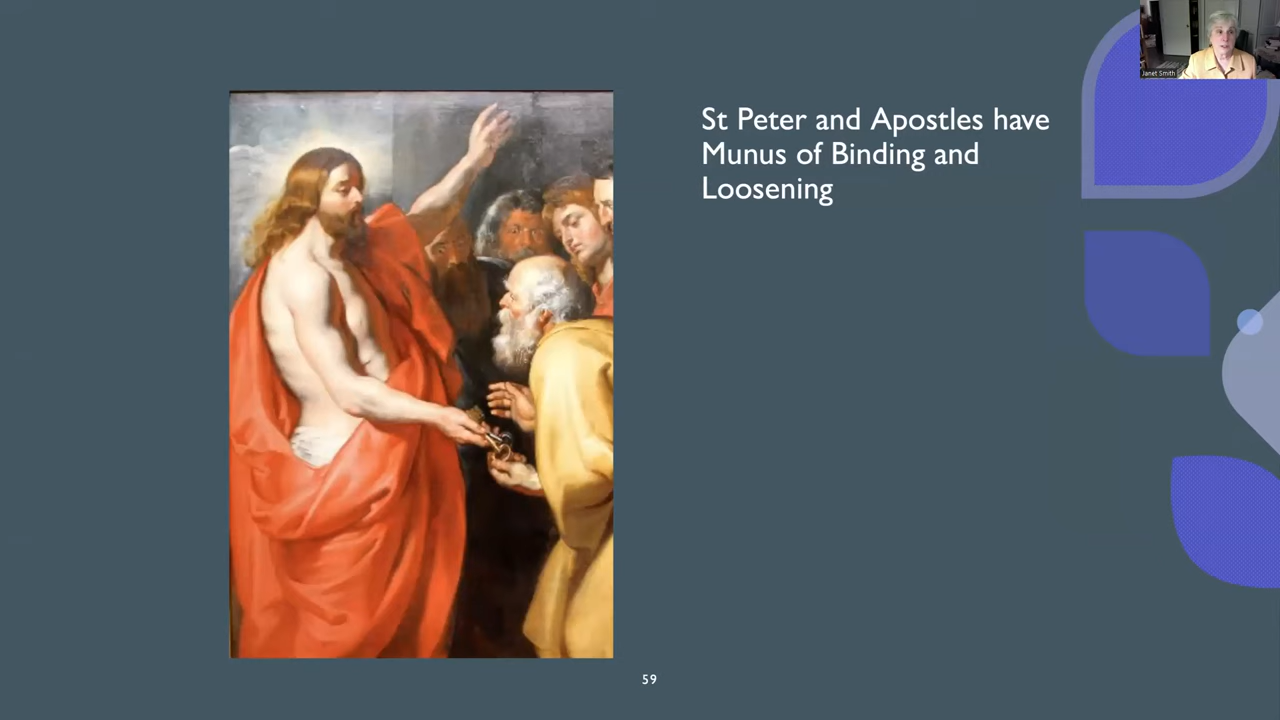 Janet Smith
St Peter and Apostles have
Munus of Binding and
Loosening
59